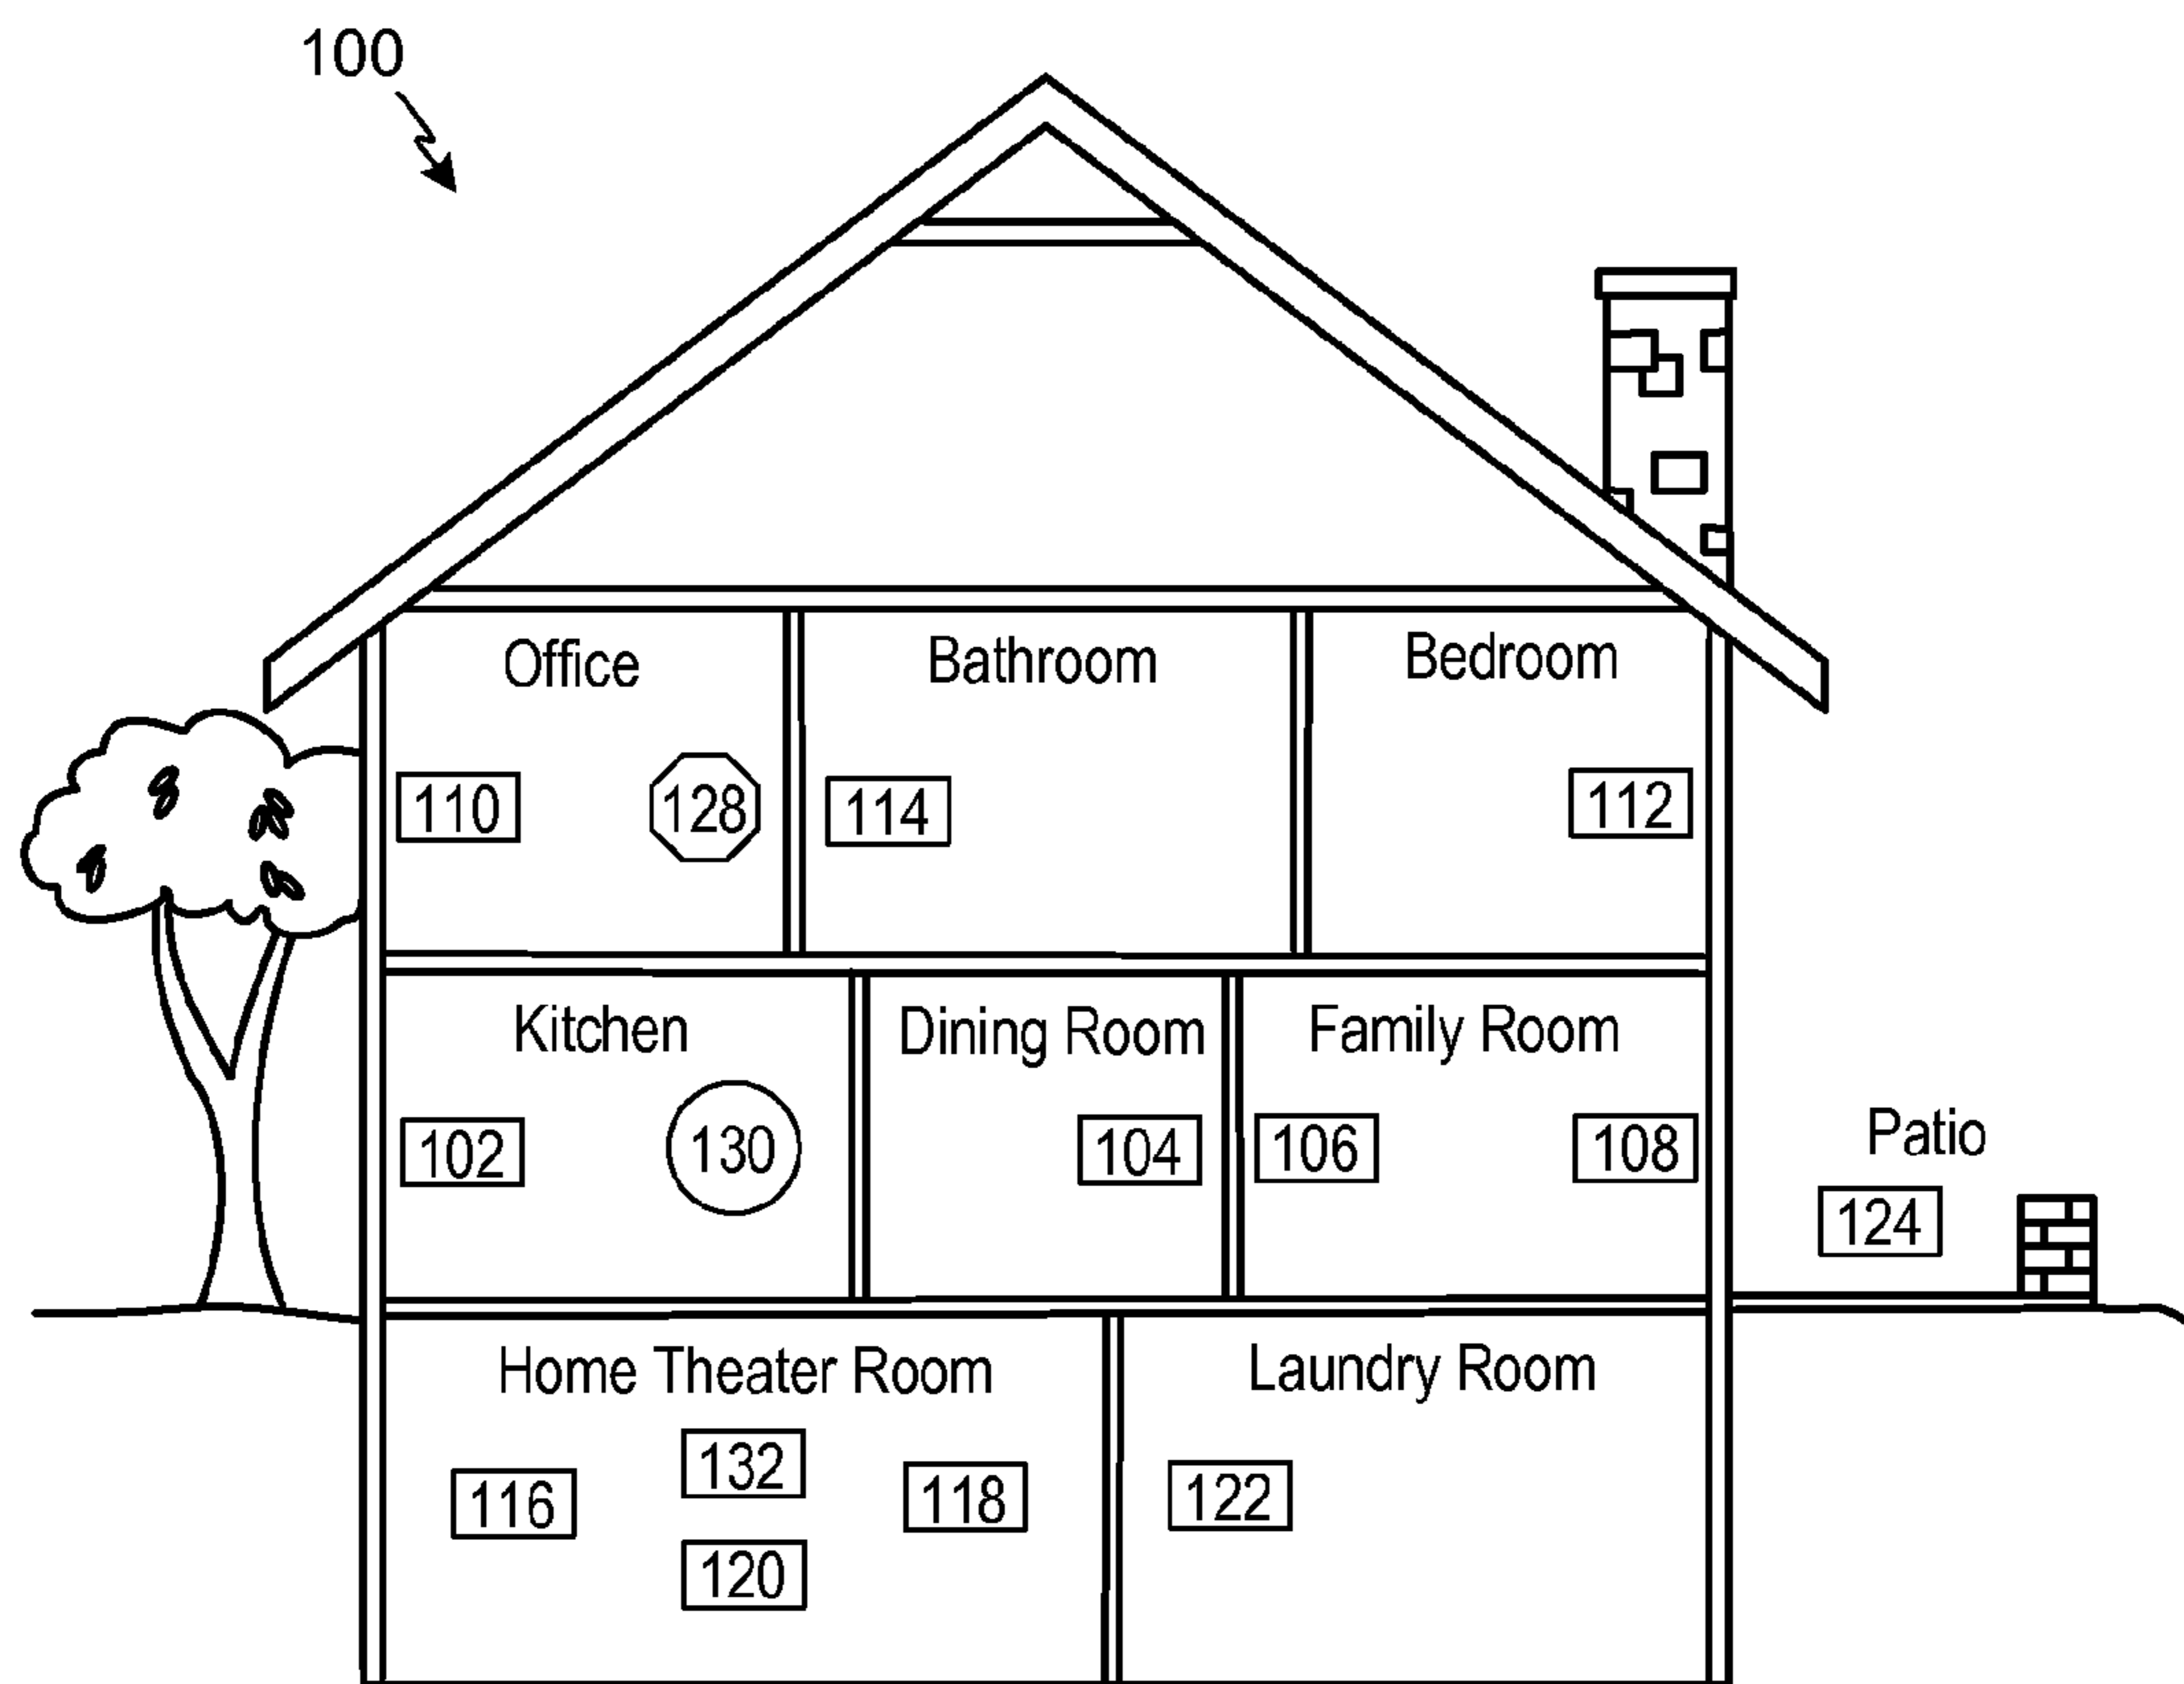 100
Office
Bathroom
Bedroom
110
128
114
112
Kitchen
Dining Room
Family Room
102
130
104
106
108
Patio
124
Home Theater Room
Laundry Room
116
132
118
120
122